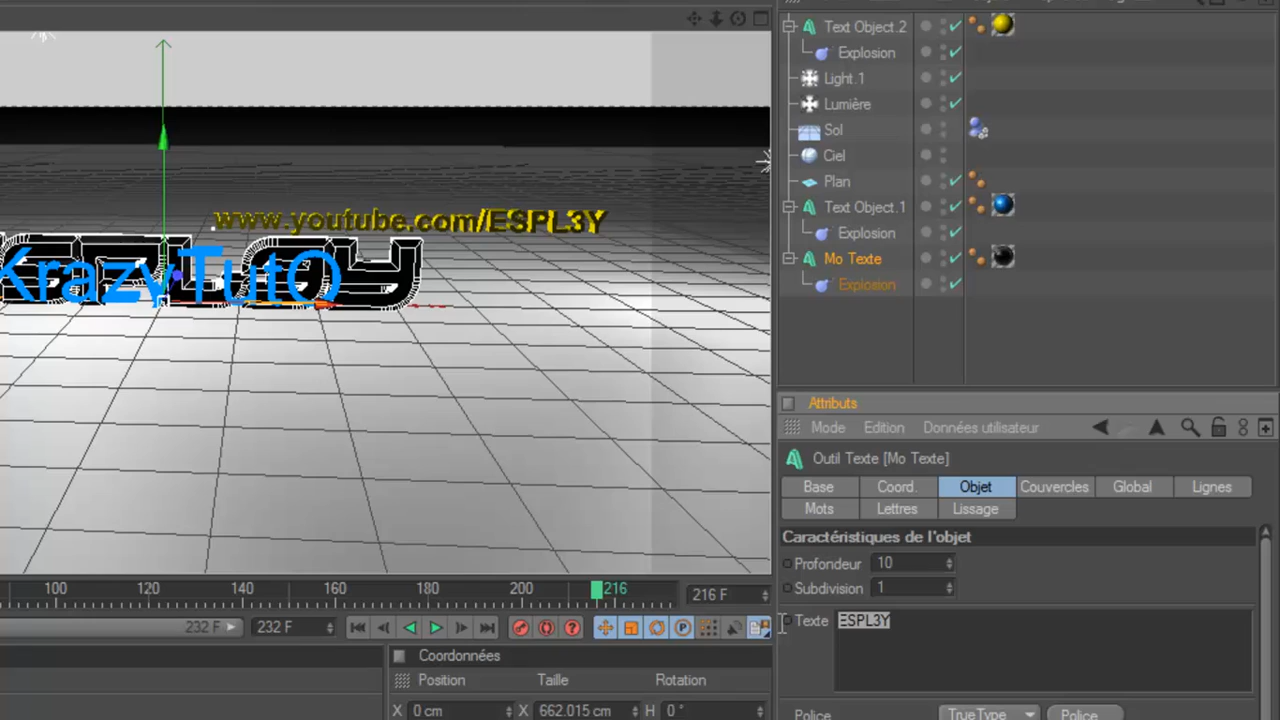 Text Object.2
Explosion
Light.1
Lumière
Sol
Ciel
Plan
Text Object.1
Explosion
Mo Texte
Explosion
www.youtube.com/ESPL3Y
KrazyTutO
Attributs
Mode Edition Données utilisateur
Outil Texte [Mo Texte]
Base Coord. Objet Couvercles Global Lignes
Mots Lettres Lissage
Caractéristiques de l'objet
Profondeur 10
Subdivision 1
Texte ESPL3Y
Police TrueType Police
100 120 140 160 180 200 216 216 F
232 F 232 F
Coordonnées
Position Taille Rotation
X 0 cm X 662.015 cm H 0 °